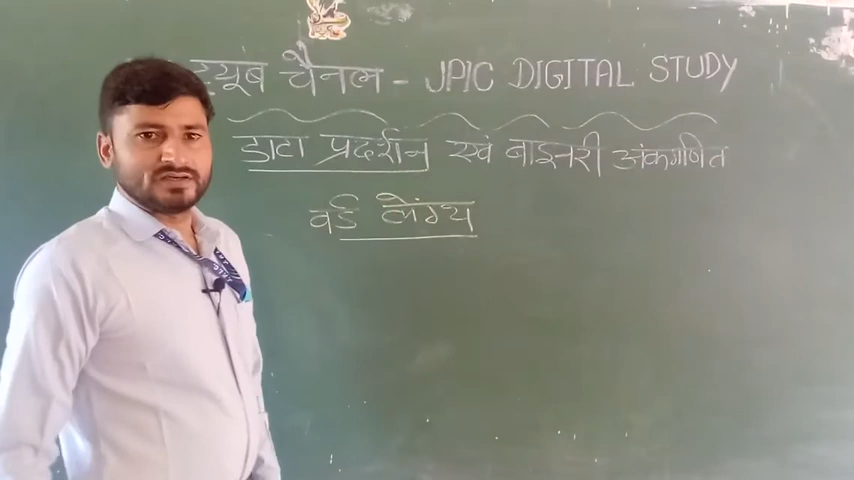 ट्यूब चैनल - JPIC DIGITAL STUDY
डाटा प्रदर्शन एवं बाइनरी अंकगणित
वर्ड लेंग्थ